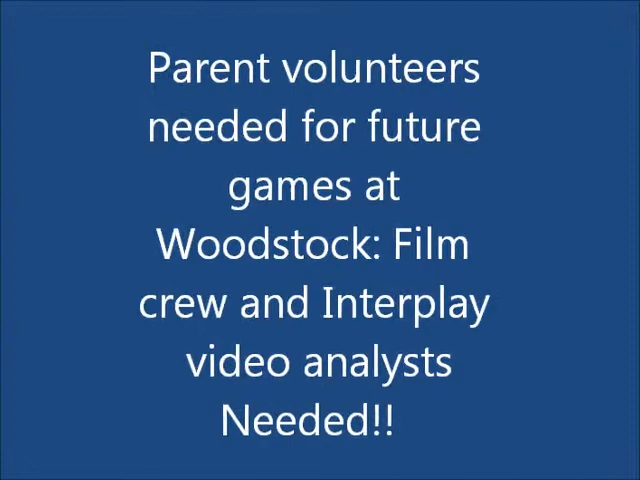 Parent volunteers
needed for future
games at
Woodstock: Film
crew and Interplay
video analysts
Needed!!